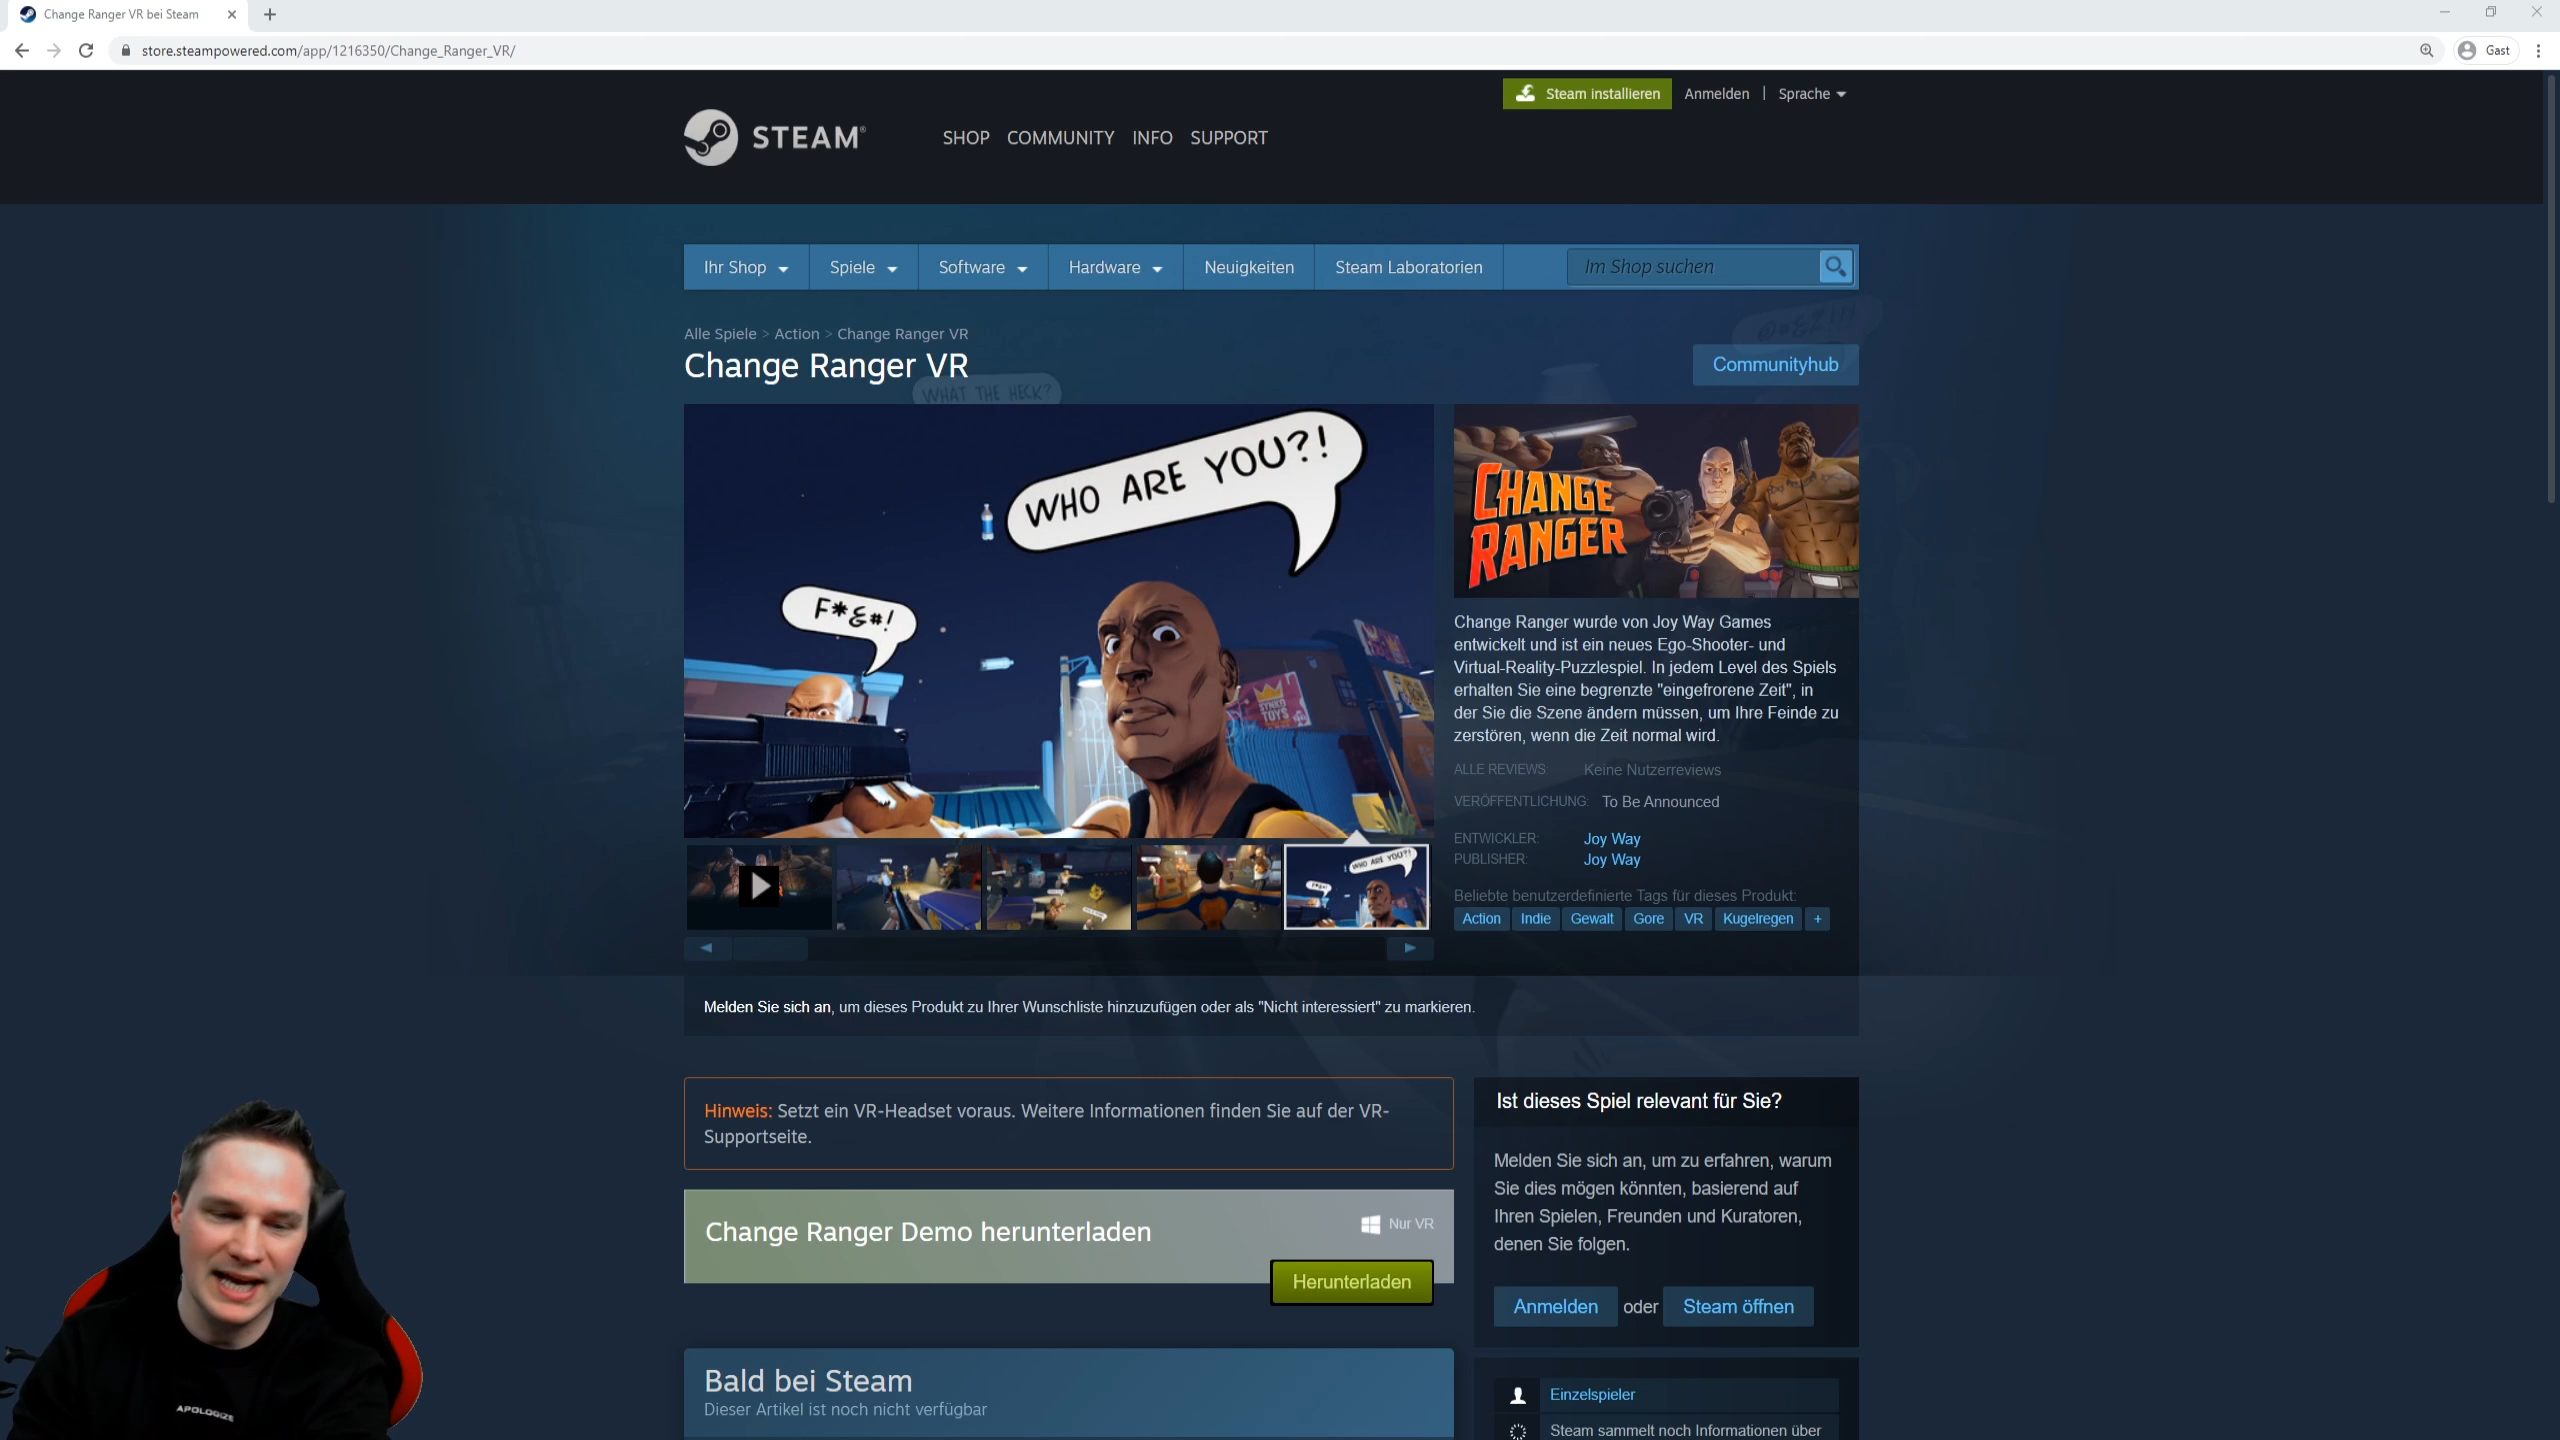 Change Ranger VR bei Steam
store.steampowered.com/app/1216350/Change_Ranger_VR/
Gast
Steam installieren
Anmelden
Sprache
STEAM®
SHOP
COMMUNITY
INFO
SUPPORT
Ihr Shop
Spiele
Software
Hardware
Neuigkeiten
Steam Laboratorien
Im Shop suchen
Alle Spiele > Action > Change Ranger VR
Change Ranger VR
WHAT THE HECK?
Communityhub
WHO ARE YOU?!
F*&#!
CHANGE
RANGER
Change Ranger wurde von Joy Way Games
entwickelt und ist ein neues Ego-Shooter- und
Virtual-Reality-Puzzlespiel. In jedem Level des Spiels
erhalten Sie eine begrenzte "eingefrorene Zeit", in
der Sie die Szene ändern müssen, um Ihre Feinde zu
zerstören, wenn die Zeit normal wird.
ALLE REVIEWS: Keine Nutzerreviews
VERÖFFENTLICHUNG: To Be Announced
ENTWICKLER: Joy Way
PUBLISHER: Joy Way
Beliebte benutzerdefinierte Tags für dieses Produkt:
Action
Indie
Gewalt
Gore
VR
Kugelregen
+
WHO ARE YOU?!
Melden Sie sich an, um dieses Produkt zu Ihrer Wunschliste hinzuzufügen oder als "Nicht interessiert" zu markieren.
Hinweis: Setzt ein VR-Headset voraus. Weitere Informationen finden Sie auf der VR-
Supportseite.
Change Ranger Demo herunterladen
Nur VR
Herunterladen
Bald bei Steam
Dieser Artikel ist noch nicht verfügbar
Ist dieses Spiel relevant für Sie?
Melden Sie sich an, um zu erfahren, warum
Sie dies mögen könnten, basierend auf
Ihren Spielen, Freunden und Kuratoren,
denen Sie folgen.
Anmelden oder Steam öffnen
Einzelspieler
Steam sammelt noch Informationen über
APOLOGIZE